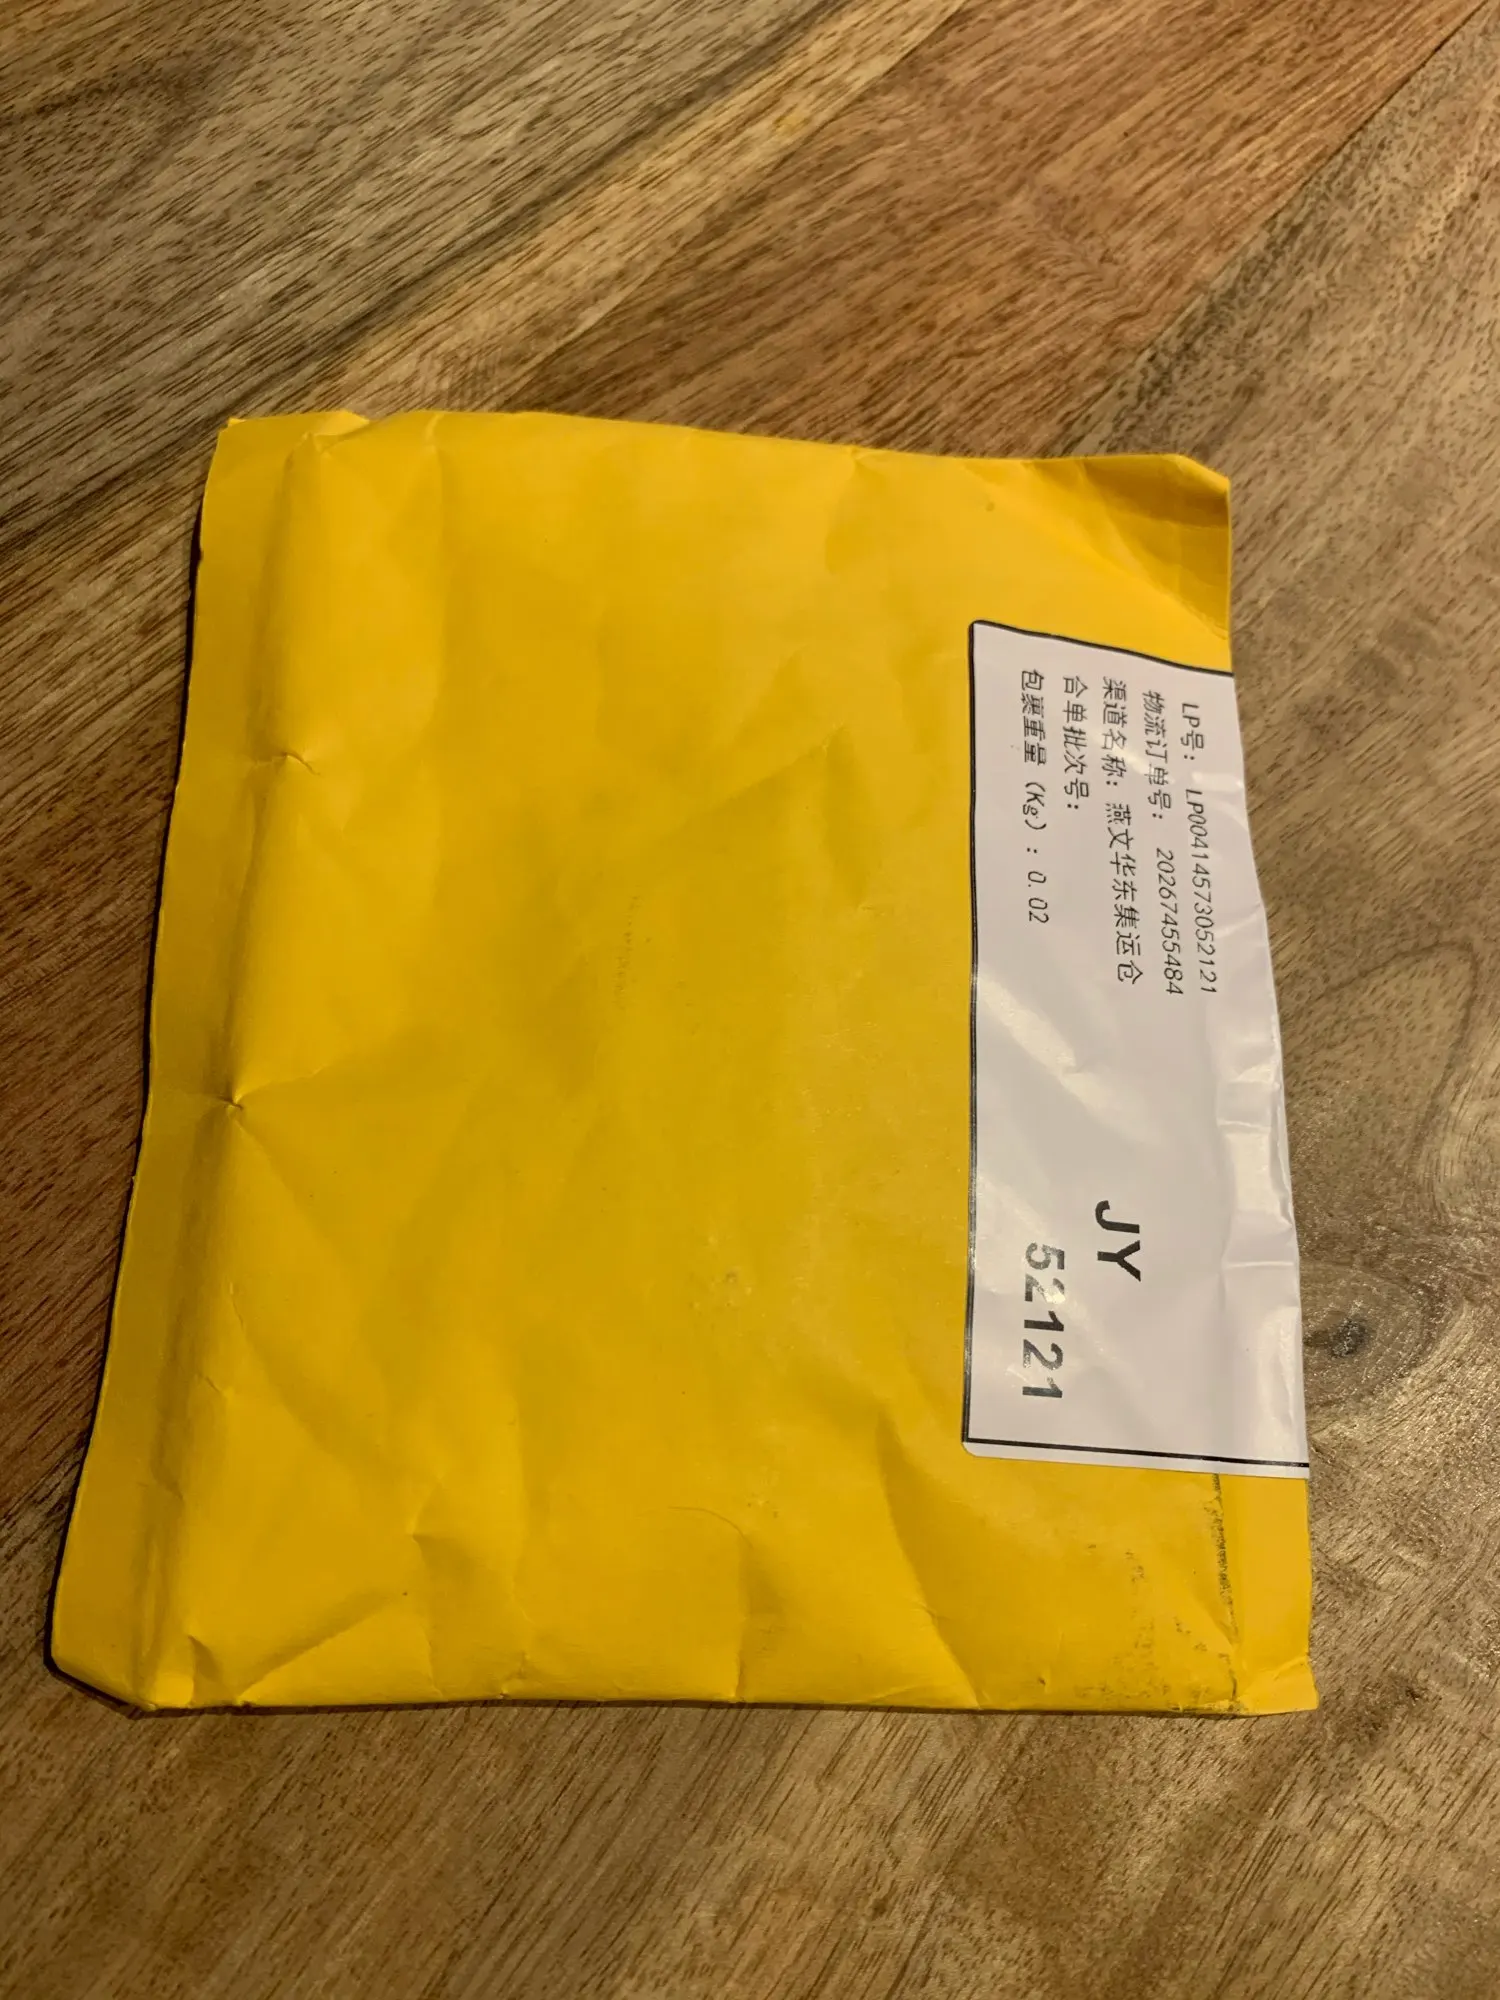 LP号: LP00414573052121
物流订单号: 20267455484
渠道名称: 燕文华东集运仓
合单批次号:
包裹重量 (Kg) : 0.02
JY
52121